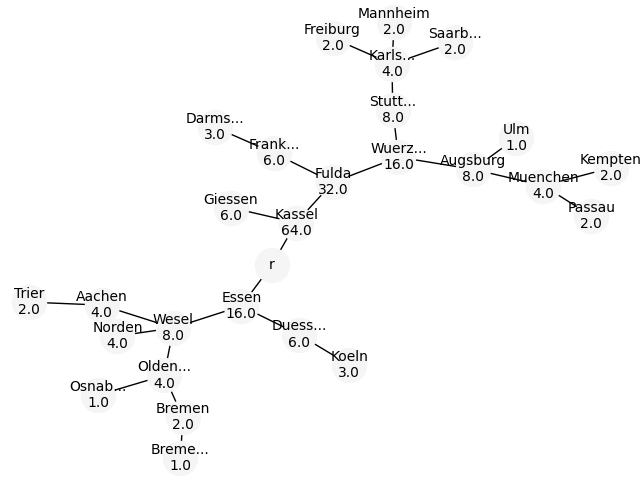 Mannheim
2.0
Freiburg
2.0
Saarb...
2.0
Karls...
4.0
Stutt...
8.0
Darms...
3.0
Ulm
1.0
Frank...
6.0
Wuerz...
16.0
Augsburg
8.0
Kempten
2.0
Fulda
32.0
Muenchen
4.0
Giessen
6.0
Passau
2.0
Kassel
64.0
r
Trier
2.0
Aachen
4.0
Essen
16.0
Norden
4.0
Wesel
8.0
Duess...
6.0
Koeln
3.0
Olden...
4.0
Osnab...
1.0
Bremen
2.0
Breme...
1.0